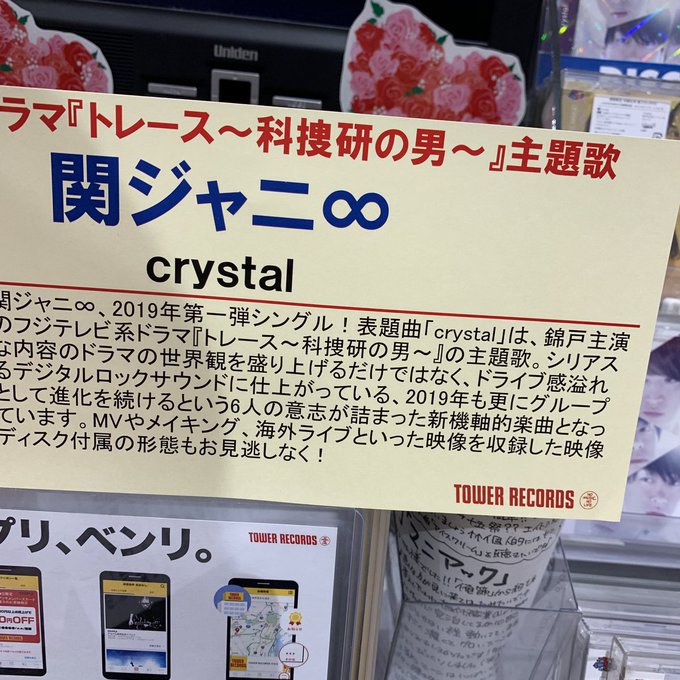 Uniden
ラマ『トレース～科捜研の男～』主題歌
関ジャニ∞
crystal
関ジャニ∞、2019年第一弾シングル！表題曲「crystal」は、錦戸主演
のフジテレビ系ドラマ『トレース～科捜研の男～』の主題歌。シリアス
な内容のドラマの世界観を盛り上げるだけではなく、ドライブ感溢れ
るデジタルロックサウンドに仕上がっている、2019年も更にグループ
として進化を続けるという6人の意志が詰まった新機軸的楽曲となっ
ています。MVやメイキング、海外ライブといった映像を収録した映像
ディスク付属の形態もお見逃しなく！
TOWER RECORDS
プリ、ベンリ。
TOWER RECORDS
マニアック」